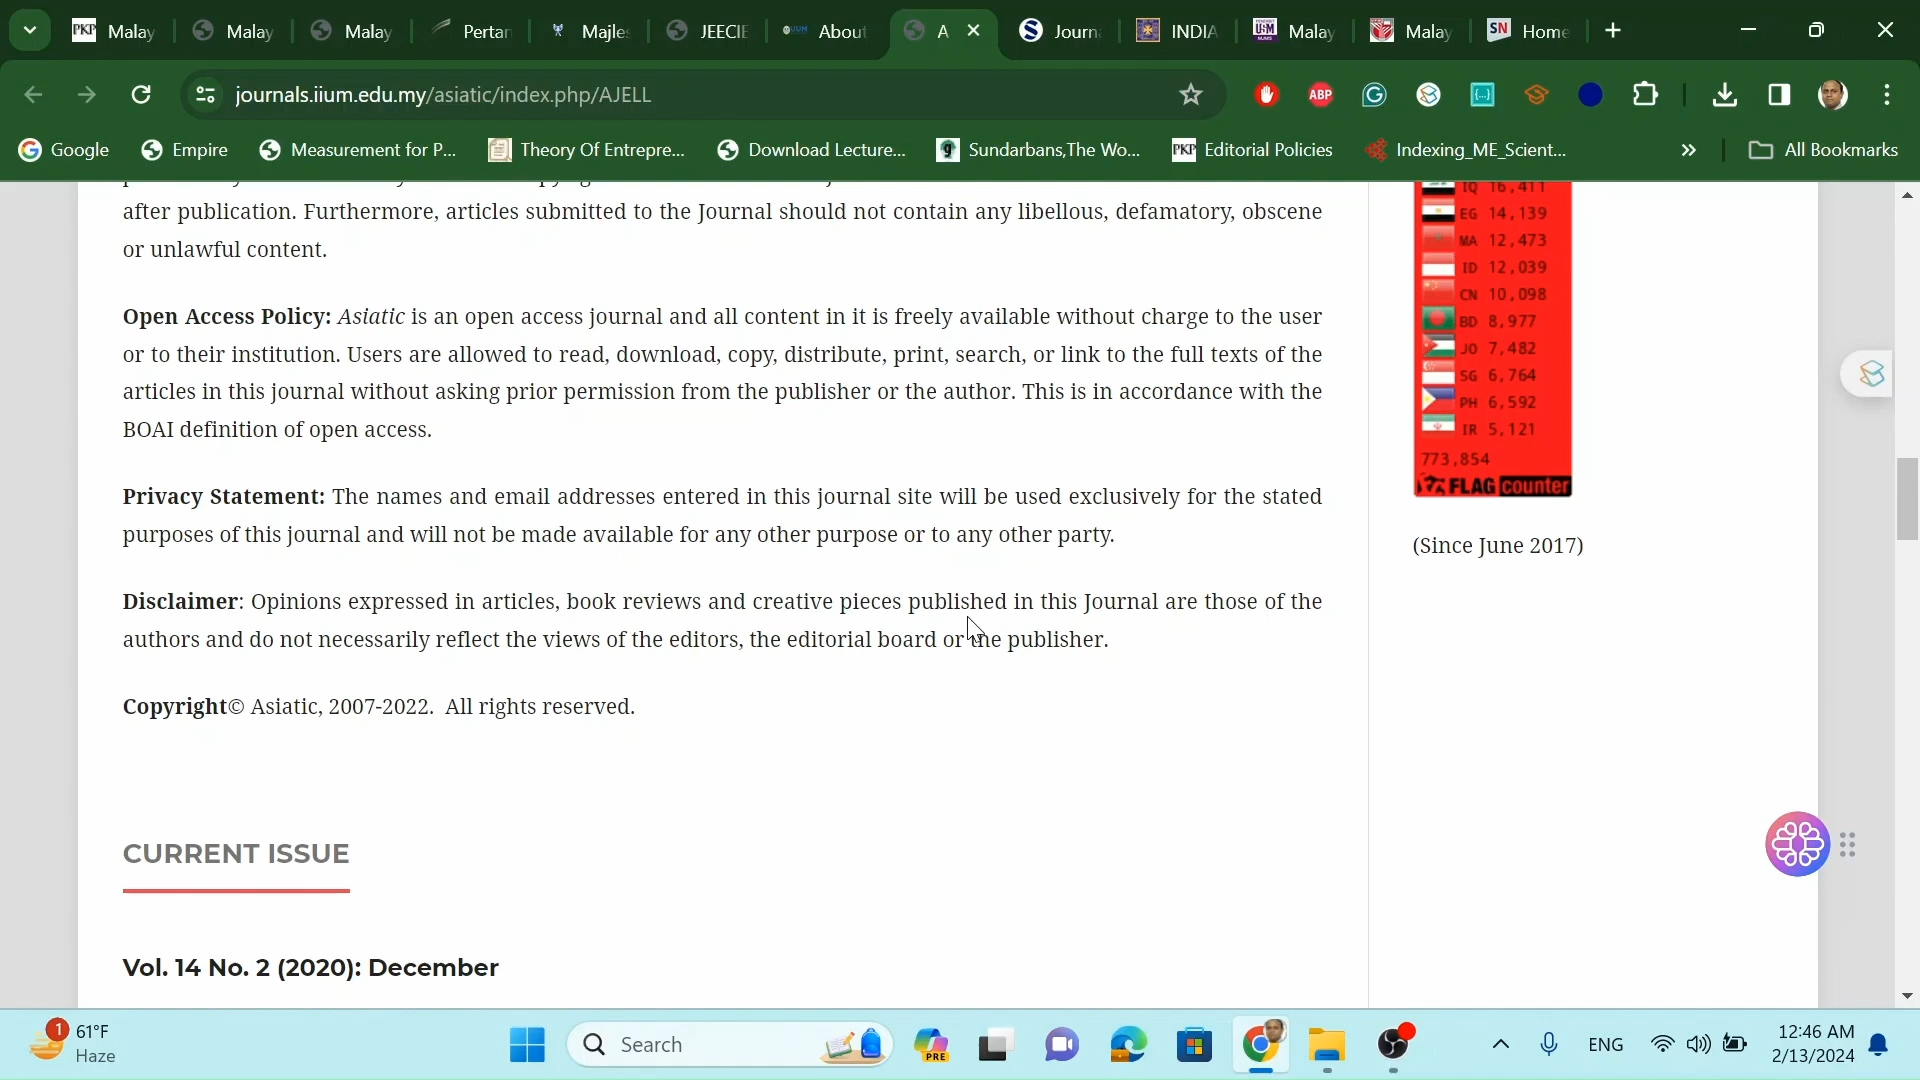 Malay
Malay
Malay
Pertan
Majles
JEECIE
About
A
Journ
INDIA
Malay
Malay
Home
journals.iium.edu.my/asiatic/index.php/AJELL
ABP
Google
Empire
Measurement for P...
Theory Of Entrepre...
Download Lecture...
Sundarbans,The Wo...
PKP Editorial Policies
Indexing_ME_Scient...
»
All Bookmarks
after publication. Furthermore, articles submitted to the Journal should not contain any libellous, defamatory, obscene
or unlawful content.
Open Access Policy: Asiatic is an open access journal and all content in it is freely available without charge to the user
or to their institution. Users are allowed to read, download, copy, distribute, print, search, or link to the full texts of the
articles in this journal without asking prior permission from the publisher or the author. This is in accordance with the
BOAI definition of open access.
Privacy Statement: The names and email addresses entered in this journal site will be used exclusively for the stated
purposes of this journal and will not be made available for any other purpose or to any other party.
Disclaimer: Opinions expressed in articles, book reviews and creative pieces published in this Journal are those of the
authors and do not necessarily reflect the views of the editors, the editorial board or the publisher.
Copyright© Asiatic, 2007-2022. All rights reserved.
CURRENT ISSUE
Vol. 14 No. 2 (2020): December
IQ 16,411
EG 14,139
MA 12,473
ID 12,039
CN 10,098
BD 8,977
JO 7,482
SG 6,764
PH 6,592
IR 5,121
773,854
FLAG counter
(Since June 2017)
1
61°F
Haze
Search
PRE
ENG
12:46 AM
2/13/2024